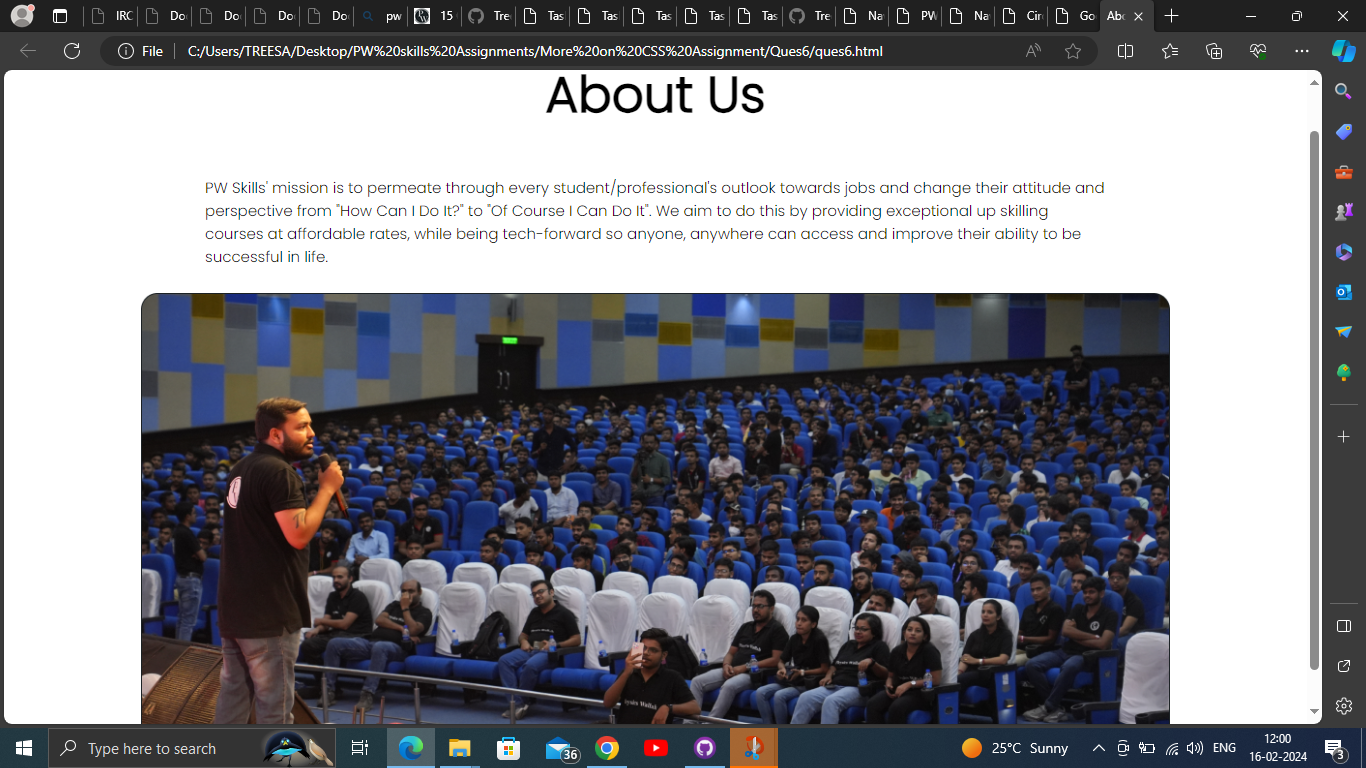 IRC
Do
Do
Do
Do
pw
15
Tre
Tas
Tas
Tas
Tas
Tas
Tre
Na
PW
Na
Circ
Go
Abo
File
C:/Users/TREESA/Desktop/PW%20skills%20Assignments/More%20on%20CSS%20Assignment/Ques6/ques6.html
About Us
PW Skills' mission is to permeate through every student/professional's outlook towards jobs and change their attitude and
perspective from "How Can I Do It?" to "Of Course I Can Do It". We aim to do this by providing exceptional up skilling
courses at affordable rates, while being tech-forward so anyone, anywhere can access and improve their ability to be
successful in life.
Type here to search
36
25°C Sunny
ENG
12:00
16-02-2024
3